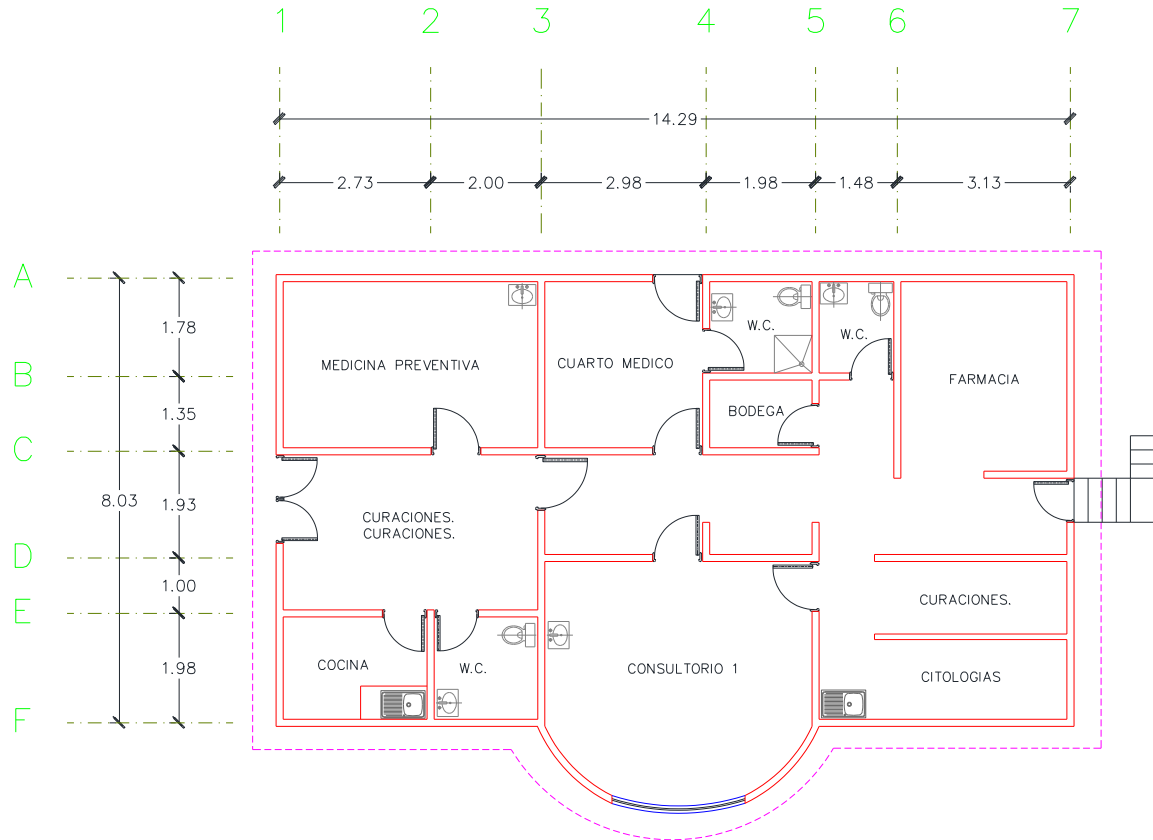 1 2 3 4 5 6 7
14.29
2.73 2.00 2.98 1.98 1.48 3.13
A
1.78
W.C.
W.C.
MEDICINA PREVENTIVA
CUARTO MEDICO
B
FARMACIA
1.35
BODEGA
C
8.03
1.93
CURACIONES.
CURACIONES.
D
1.00
CURACIONES.
E
1.98
COCINA
W.C.
CONSULTORIO 1
CITOLOGIAS
F